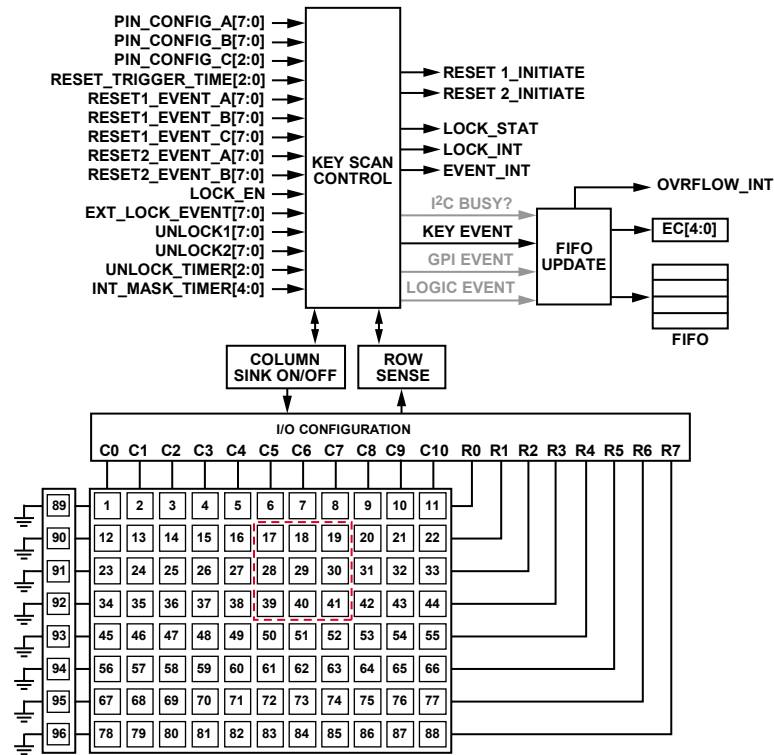 PIN_CONFIG_A[7:0]
PIN_CONFIG_B[7:0]
PIN_CONFIG_C[2:0]
RESET_TRIGGER_TIME[2:0]
RESET1_EVENT_A[7:0]
RESET1_EVENT_B[7:0]
RESET1_EVENT_C[7:0]
RESET2_EVENT_A[7:0]
RESET2_EVENT_B[7:0]
LOCK_EN
EXT_LOCK_EVENT[7:0]
UNLOCK1[7:0]
UNLOCK2[7:0]
UNLOCK_TIMER[2:0]
INT_MASK_TIMER[4:0]
KEY SCAN
CONTROL
RESET 1_INITIATE
RESET 2_INITIATE
LOCK_STAT
LOCK_INT
EVENT_INT
I2C BUSY?
KEY EVENT
GPI EVENT
LOGIC EVENT
FIFO
UPDATE
OVRFLOW_INT
EC[4:0]
FIFO
COLUMN
SINK ON/OFF
ROW
SENSE
I/O CONFIGURATION
C0 C1 C2 C3 C4 C5 C6 C7 C8 C9 C10 R0 R1 R2 R3 R4 R5 R6 R7
89 1 2 3 4 5 6 7 8 9 10 11
90 12 13 14 15 16 17 18 19 20 21 22
91 23 24 25 26 27 28 29 30 31 32 33
92 34 35 36 37 38 39 40 41 42 43 44
93 45 46 47 48 49 50 51 52 53 54 55
94 56 57 58 59 60 61 62 63 64 65 66
95 67 68 69 70 71 72 73 74 75 76 77
96 78 79 80 81 82 83 84 85 86 87 88